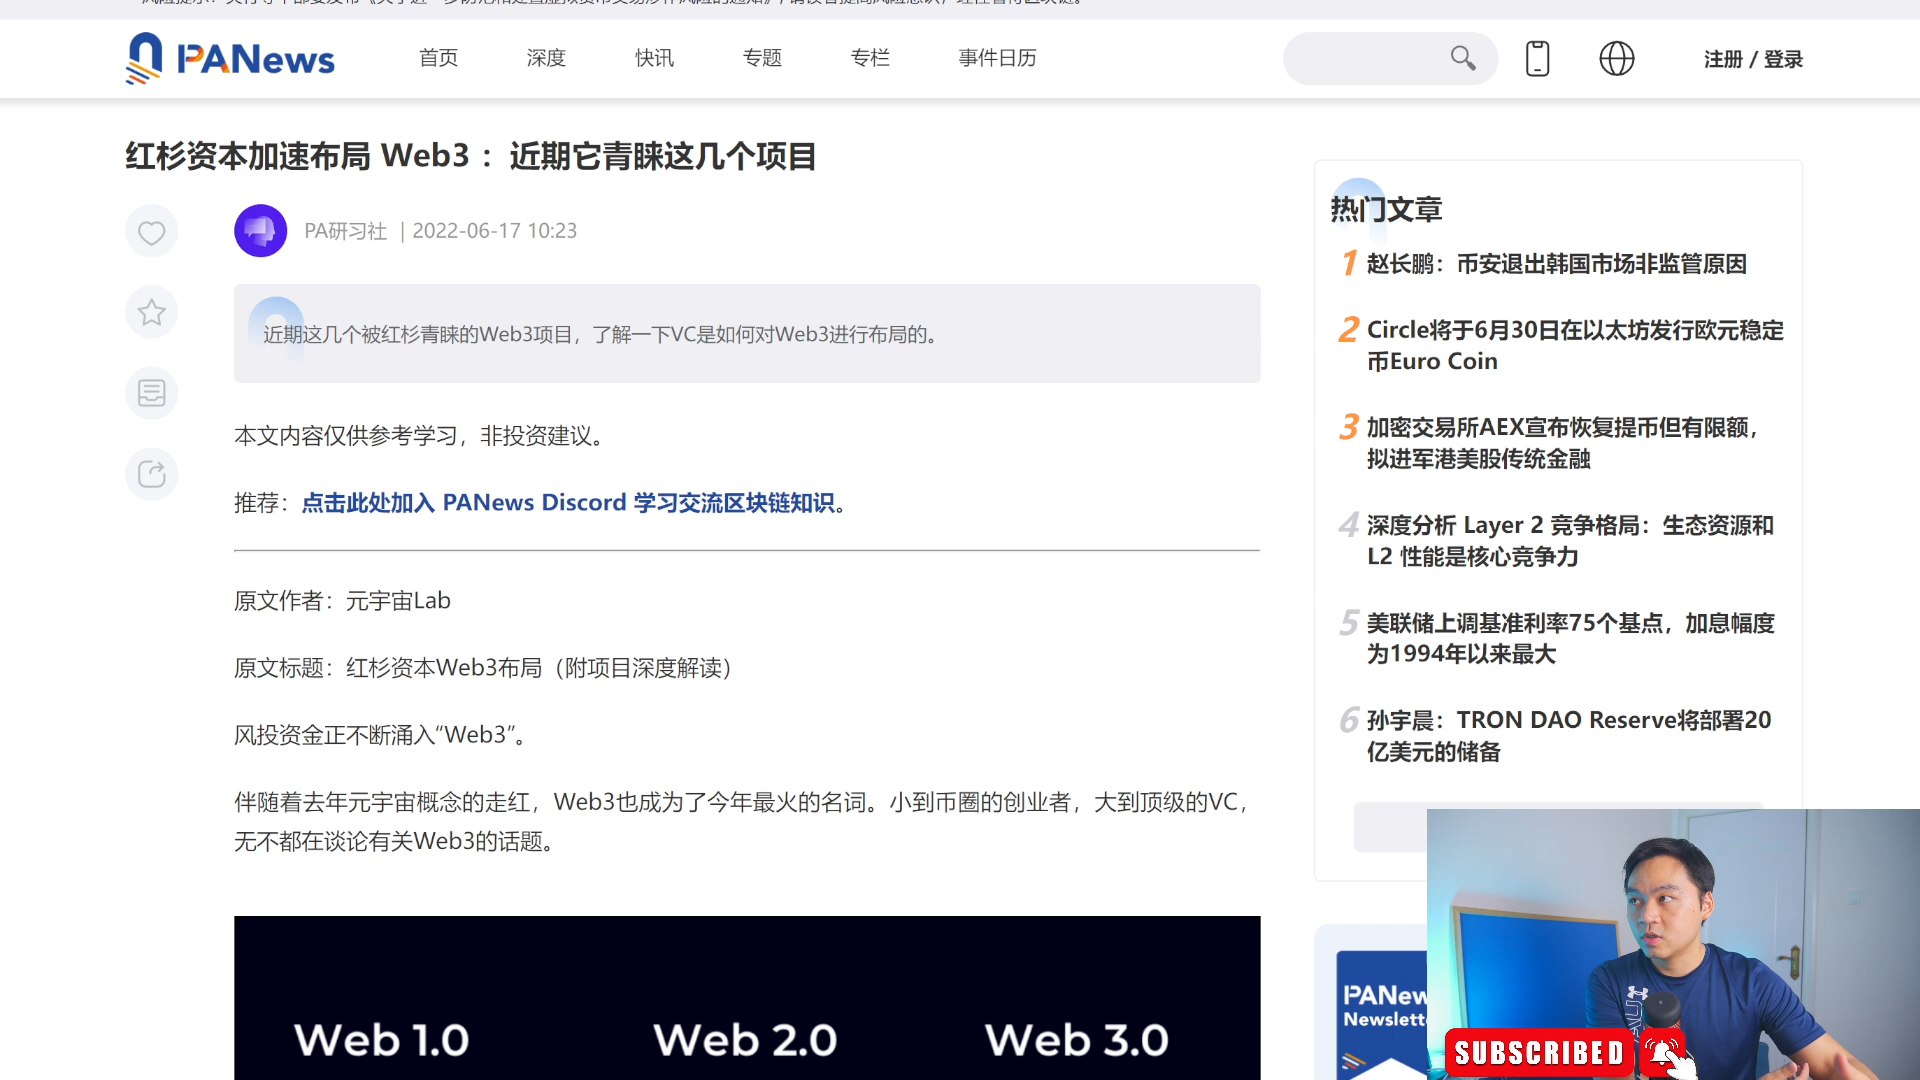 PANews
首页
深度
快讯
专题
专栏
事件日历
注册 / 登录
红杉资本加速布局 Web3 ：近期它青睐这几个项目
PA研习社 | 2022-06-17 10:23
近期这几个被红杉青睐的Web3项目，了解一下VC是如何对Web3进行布局的。
本文内容仅供参考学习，非投资建议。
推荐：点击此处加入 PANews Discord 学习交流区块链知识。
原文作者：元宇宙Lab
原文标题：红杉资本Web3布局（附项目深度解读）
风投资金正不断涌入“Web3”。
伴随着去年元宇宙概念的走红，Web3也成为了今年最火的名词。小到币圈的创业者，大到顶级的VC，
无不都在谈论有关Web3的话题。
Web 1.0
Web 2.0
Web 3.0
热门文章
1 赵长鹏：币安退出韩国市场非监管原因
2 Circle将于6月30日在以太坊发行欧元稳定
币Euro Coin
3 加密交易所AEX宣布恢复提币但有限额，
拟进军港美股传统金融
4 深度分析 Layer 2 竞争格局：生态资源和
L2 性能是核心竞争力
5 美联储上调基准利率75个基点，加息幅度
为1994年以来最大
6 孙宇晨：TRON DAO Reserve将部署20
亿美元的储备
SUBSCRIBED